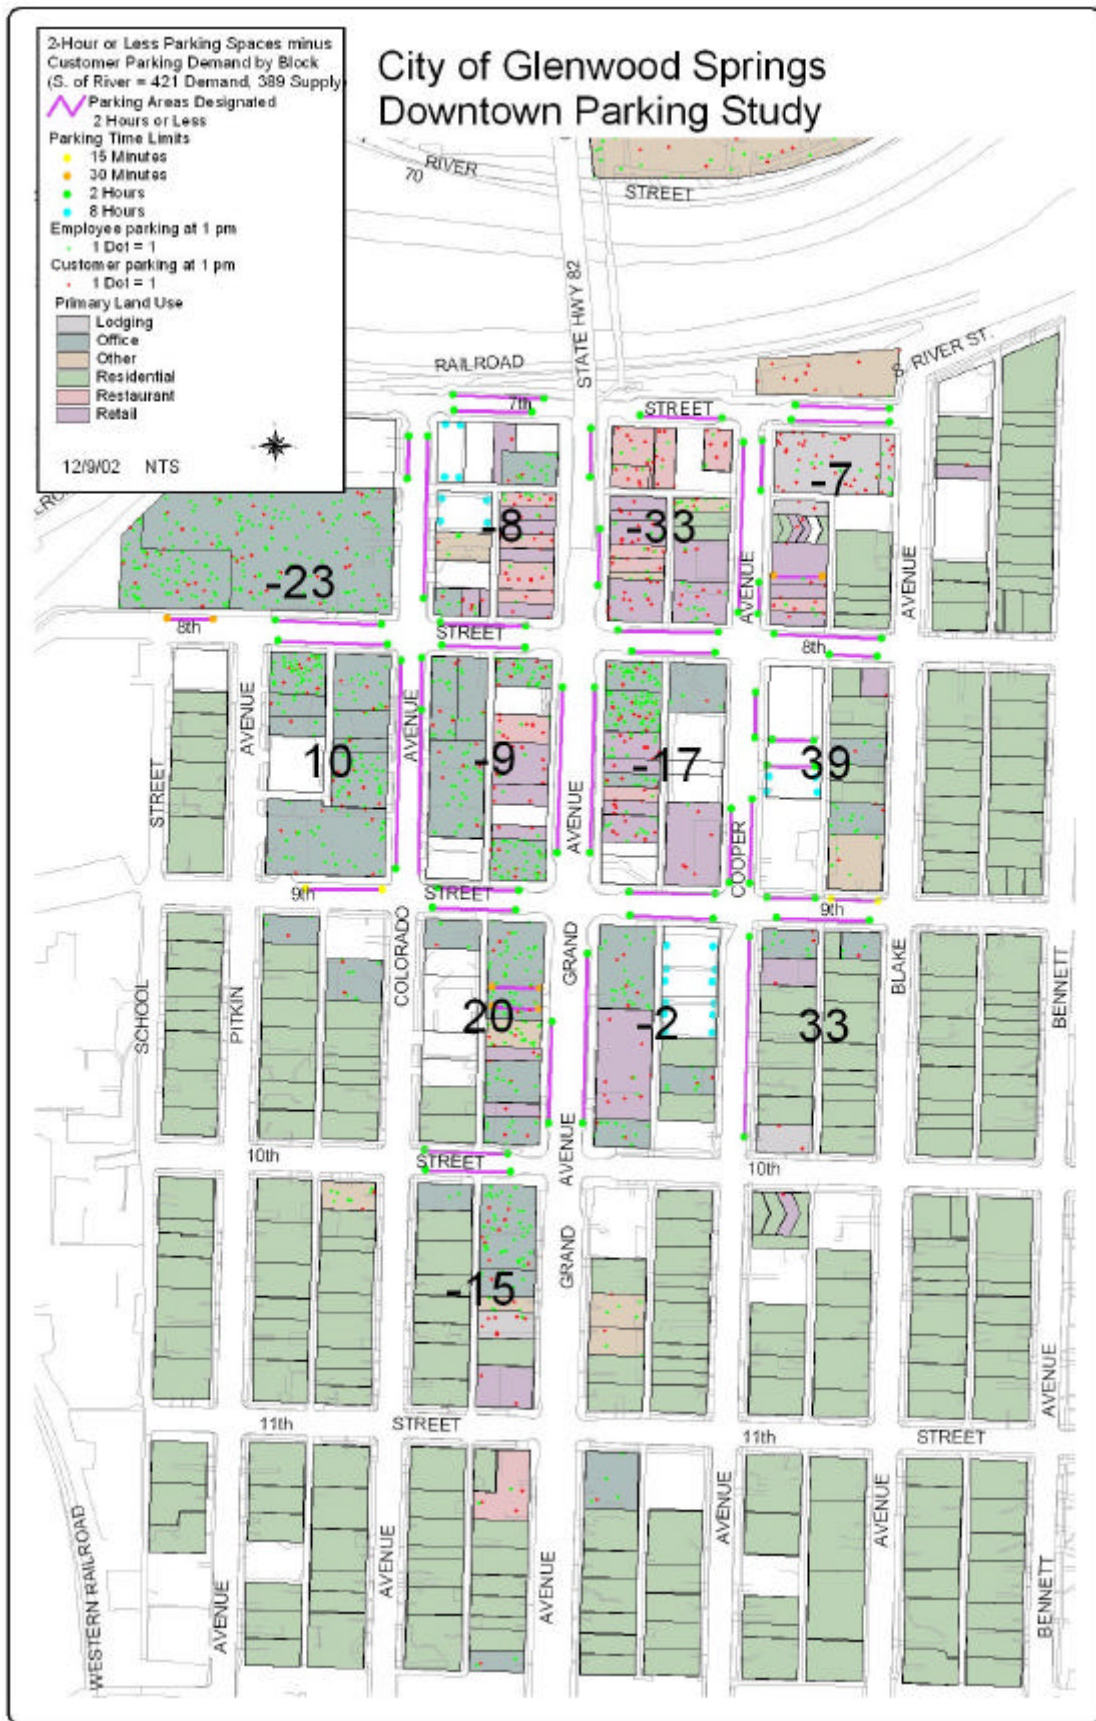 2-Hour or Less Parking Spaces minus
Customer Parking Demand by Block
(S. of River = 421 Demand, 389 Supply
Parking Areas Designated
2 Hours or Less
Parking Time Limits
15 Minutes
30 Minutes
2 Hours
8 Hours
Employee parking at 1 pm
1 Dot = 1
Customer parking at 1 pm
1 Dot = 1
Primary Land Use
Lodging
Office
Other
Residential
Restaurant
Retail
12/9/02 NTS
City of Glenwood Springs
Downtown Parking Study
RIVER
70
STREET
STATE HWY 82
RAILROAD
S. RIVER ST.
7th
STREET
-7
-8
-33
-23
AVENUE
AVENUE
8th
STREET
8th
AVENUE
AVENUE
10
-9
-17
39
STREET
AVENUE
COOPER
9th
STREET
9th
COLORADO
GRAND
BLAKE
SCHOOL
PITKIN
BENNETT
20
-2
33
10th
STREET
AVENUE
10th
GRAND
-15
AVENUE
11th
STREET
11th
STREET
WESTERN RAILROAD
AVENUE
AVENUE
AVENUE
AVENUE
AVENUE
BENNETT